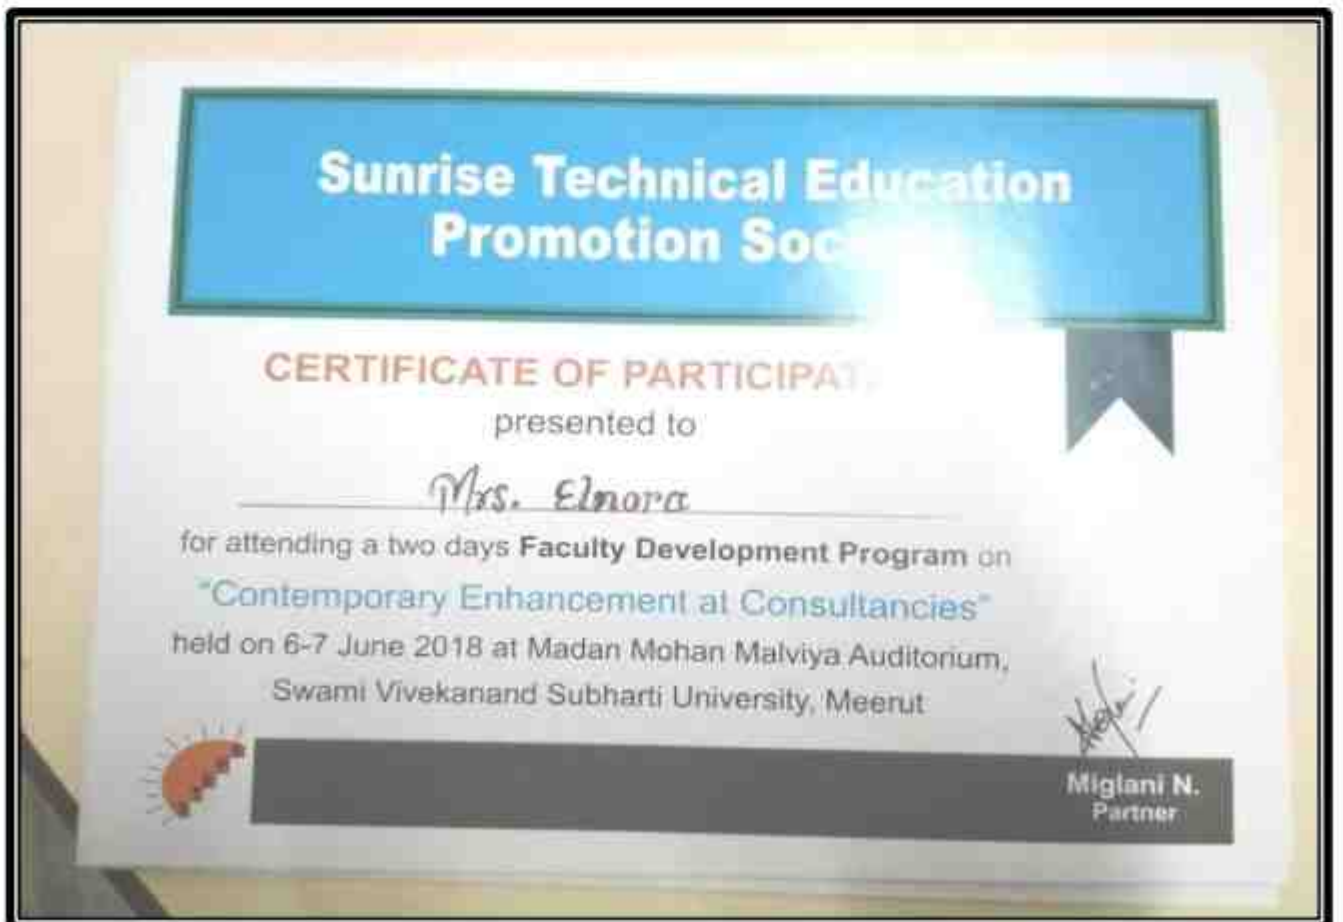 Sunrise Technical Education
Promotion
CERTIFICATE OF
presented to
Mrs. Elnora
for attending a two days Faculty Development Program on
"Contemporary Enhancement at Consultancies"
held on 6-7 June 2018 at Madan Mohan Malviya Auditorium,
Swami Vivekanand Subharti University, Meerut
Miglani N.
Partner